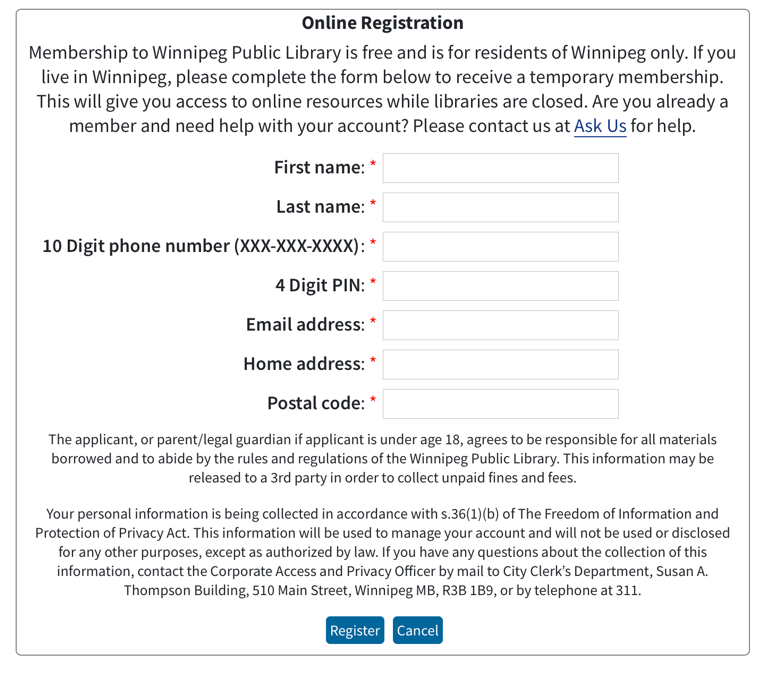 Online Registration
Membership to Winnipeg Public Library is free and is for residents of Winnipeg only. If you
live in Winnipeg, please complete the form below to receive a temporary membership.
This will give you access to online resources while libraries are closed. Are you already a
member and need help with your account? Please contact us at Ask Us for help.
First name: *
Last name: *
10 Digit phone number (XXX-XXX-XXXX): *
4 Digit PIN: *
Email address: *
Home address: *
Postal code: *
The applicant, or parent/legal guardian if applicant is under age 18, agrees to be responsible for all materials
borrowed and to abide by the rules and regulations of the Winnipeg Public Library. This information may be
released to a 3rd party in order to collect unpaid fines and fees.
Your personal information is being collected in accordance with s.36(1)(b) of The Freedom of Information and
Protection of Privacy Act. This information will be used to manage your account and will not be used or disclosed
for any other purposes, except as authorized by law. If you have any questions about the collection of this
information, contact the Corporate Access and Privacy Officer by mail to City Clerk’s Department, Susan A.
Thompson Building, 510 Main Street, Winnipeg MB, R3B 1B9, or by telephone at 311.
Register Cancel